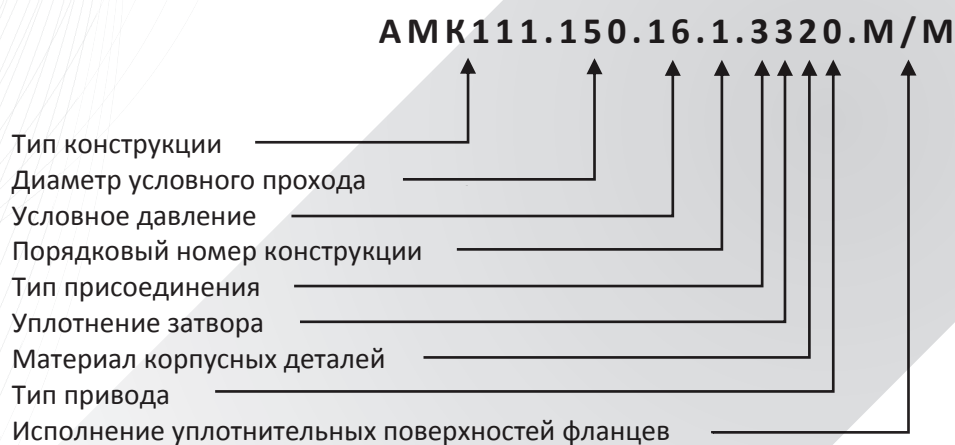 АМК111.150.16.1.3320.М/М
Тип конструкции
Диаметр условного прохода
Условное давление
Порядковый номер конструкции
Тип присоединения
Уплотнение затвора
Материал корпусных деталей
Тип привода
Исполнение уплотнительных поверхностей фланцев